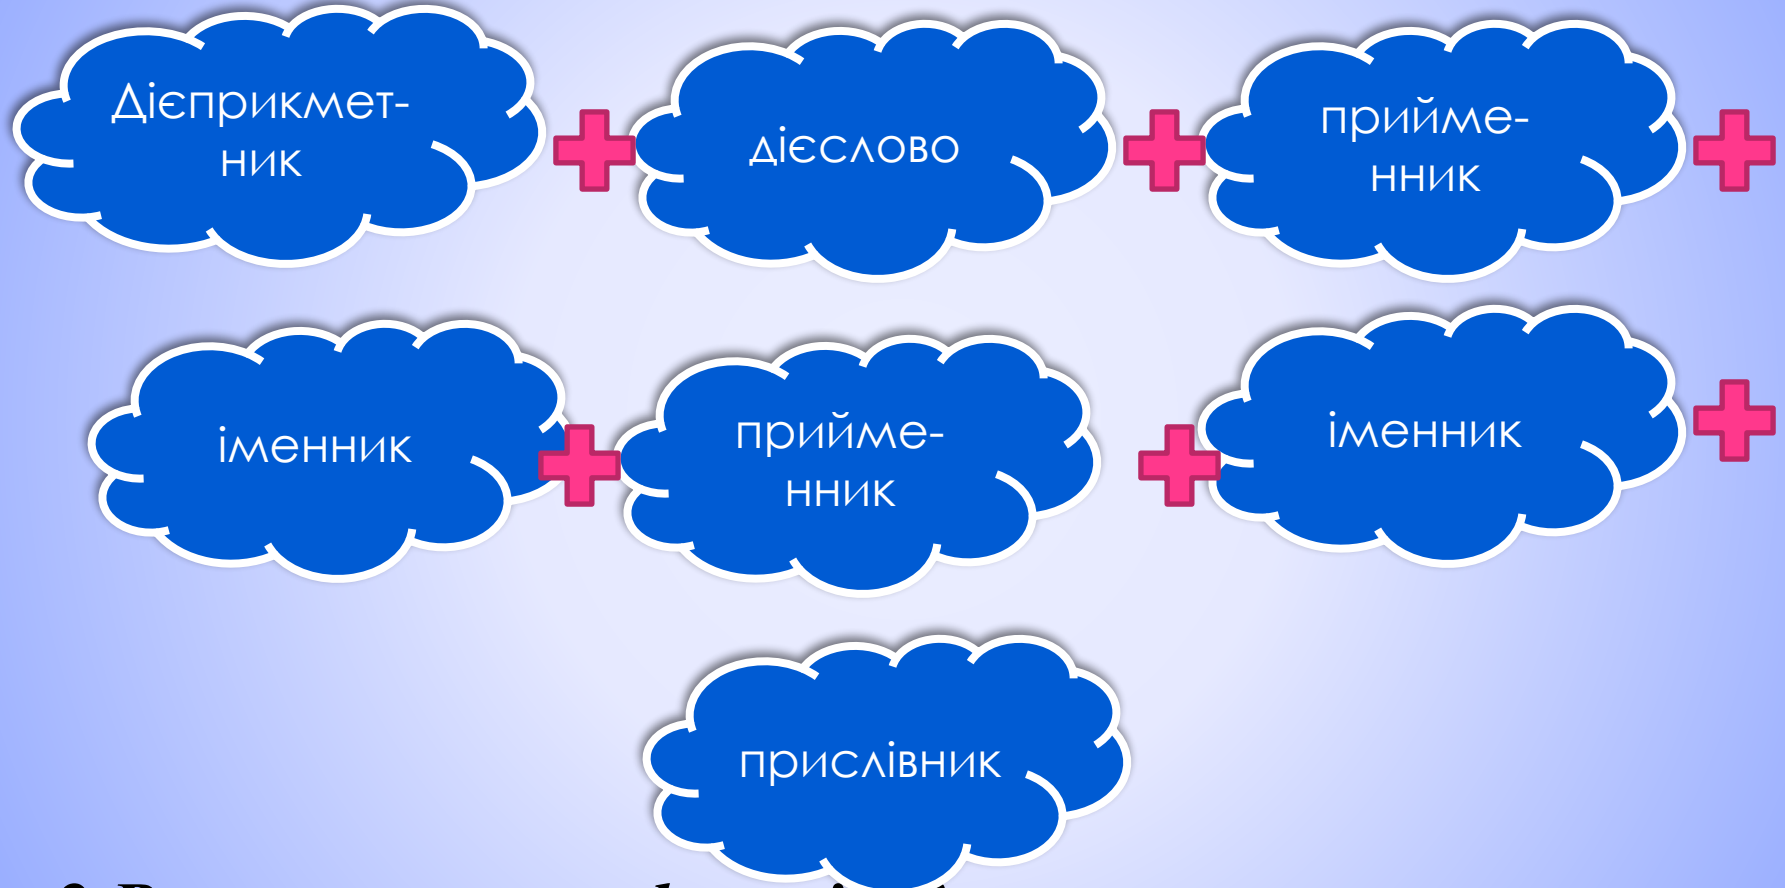 Дієприкмет-
ник
дієслово
прийме-
нник
іменник
прийме-
нник
іменник
прислівник